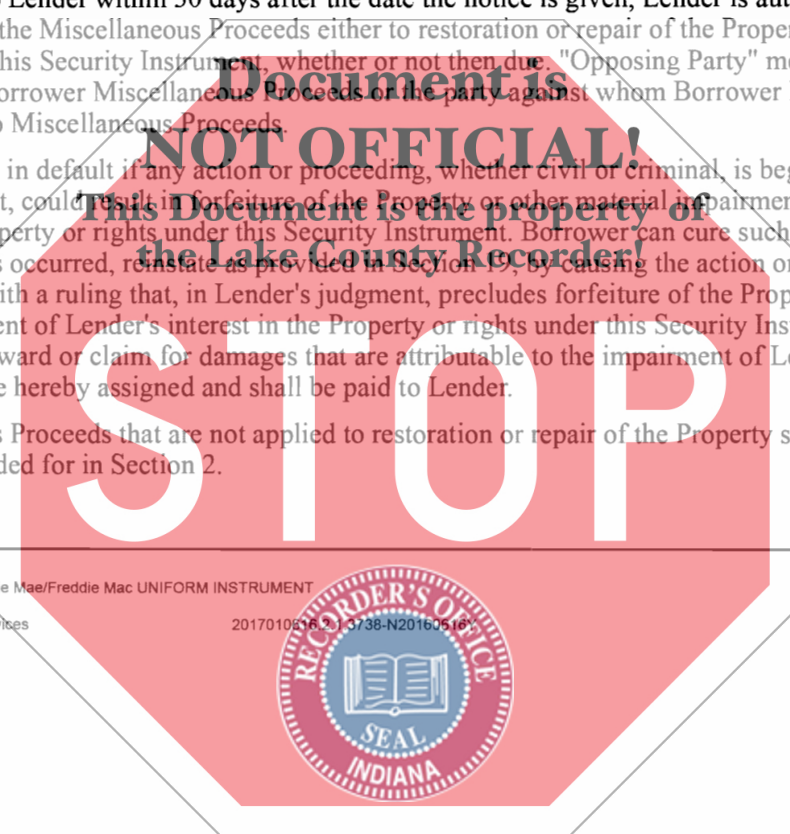 Lender within 30 days after the date the notice is given, Lender is
the Miscellaneous Proceeds either to restoration or repair of the
his Security Instrument, whether or not then due. "Opposing Party"
orrower Miscellaneous Proceeds or the party against whom Borrower
o Miscellaneous Proceeds.
Document is
NOT OFFICIAL!
This Document is the property of
the Lake County Recorder!
in default if any action or proceeding, whether civil or criminal, is
t, could result in forfeiture of the Property or other material impairmen
perty or rights under this Security Instrument. Borrower can cure such
s occurred, reinstate as provided in Section 19, by causing the action or
ith a ruling that, in Lender's judgment, precludes forfeiture of the Prop
ent of Lender's interest in the Property or rights under this Security Ins
ward or claim for damages that are attributable to the impairment of Le
e hereby assigned and shall be paid to Lender.
s Proceeds that are not applied to restoration or repair of the Property s
ded for in Section 2.
STOP
e Mae/Freddie Mac UNIFORM INSTRUMENT
ices
RECORDER'S OFFICE
SEAL
INDIANA